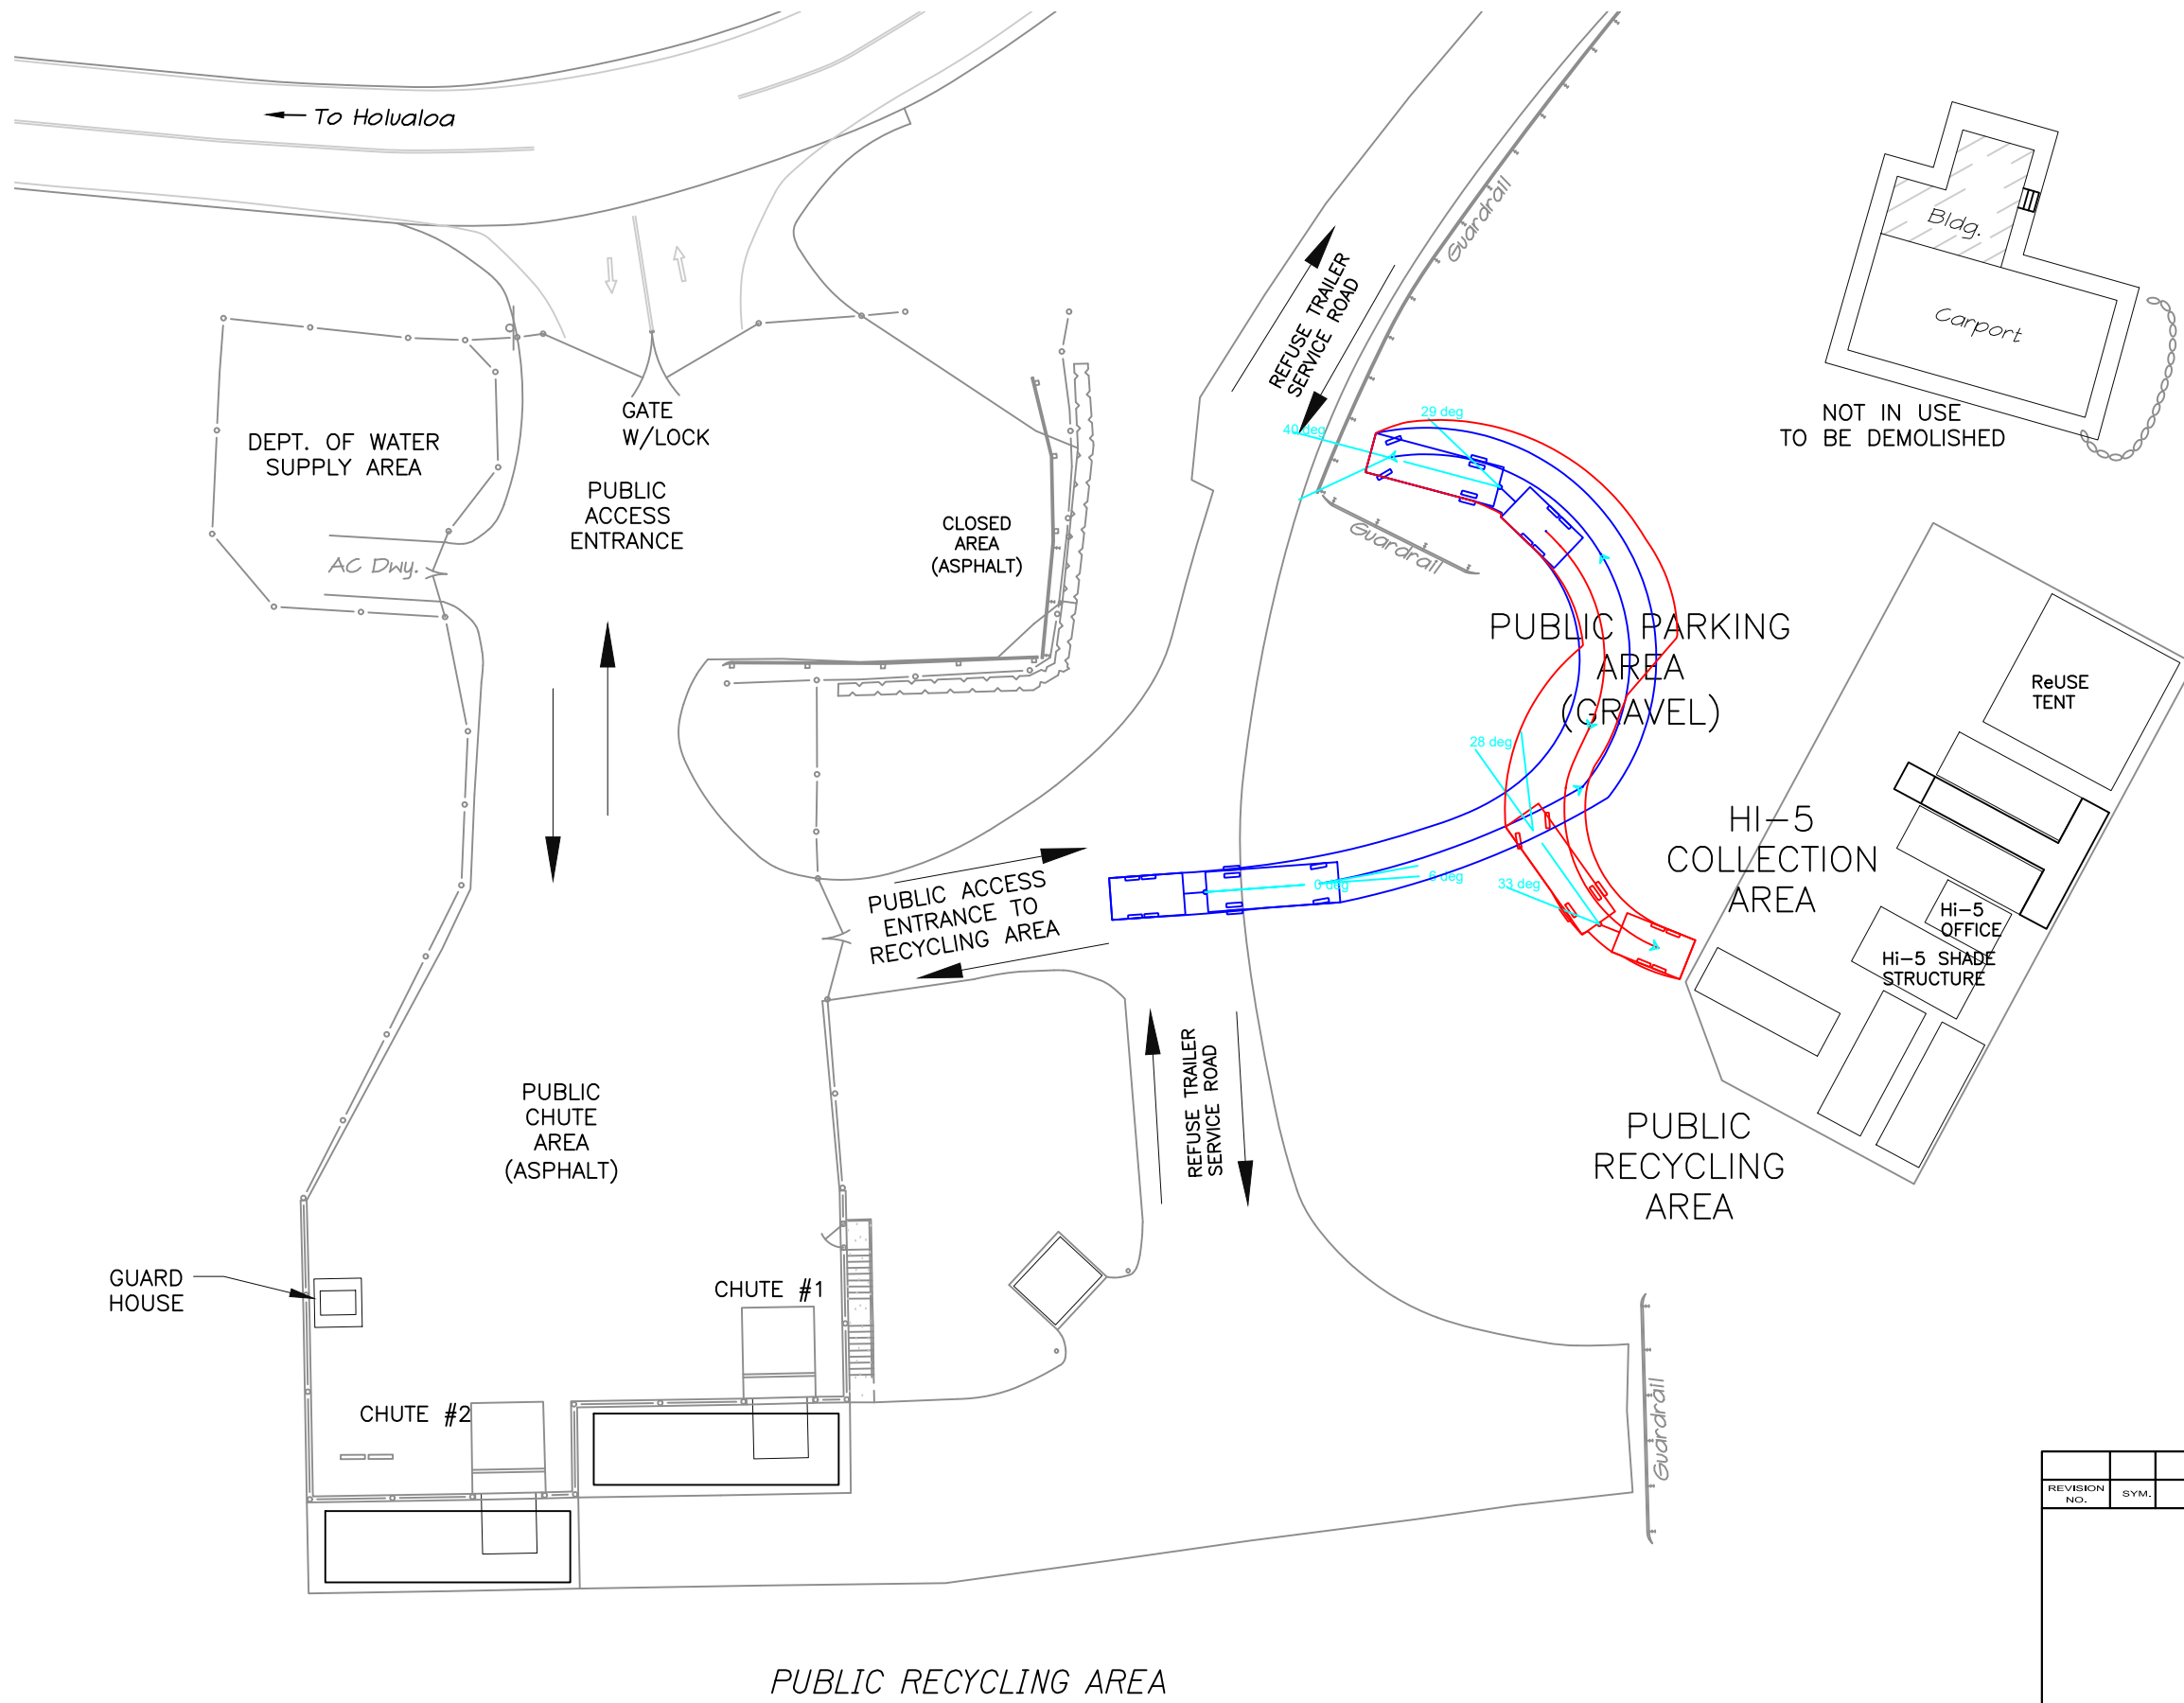 To Holualoa
Guardrail
REFUSE TRAILER
SERVICE ROAD
Bldg.
Carport
NOT IN USE
TO BE DEMOLISHED
GATE
W/LOCK
DEPT. OF WATER
SUPPLY AREA
PUBLIC
ACCESS
ENTRANCE
CLOSED
AREA
(ASPHALT)
AC Dwy.
29 deg
40 deg
Guardrail
PUBLIC PARKING
AREA
(GRAVEL)
ReUSE
TENT
28 deg
HI-5
COLLECTION
AREA
0 deg
6 deg
33 deg
PUBLIC ACCESS
ENTRANCE TO
RECYCLING AREA
Hi-5
OFFICE
Hi-5 SHADE
STRUCTURE
REFUSE TRAILER
SERVICE ROAD
PUBLIC
CHUTE
AREA
(ASPHALT)
PUBLIC
RECYCLING
AREA
GUARD
HOUSE
CHUTE #1
CHUTE #2
Guardrail
REVISION
NO.
SYM.
PUBLIC RECYCLING AREA